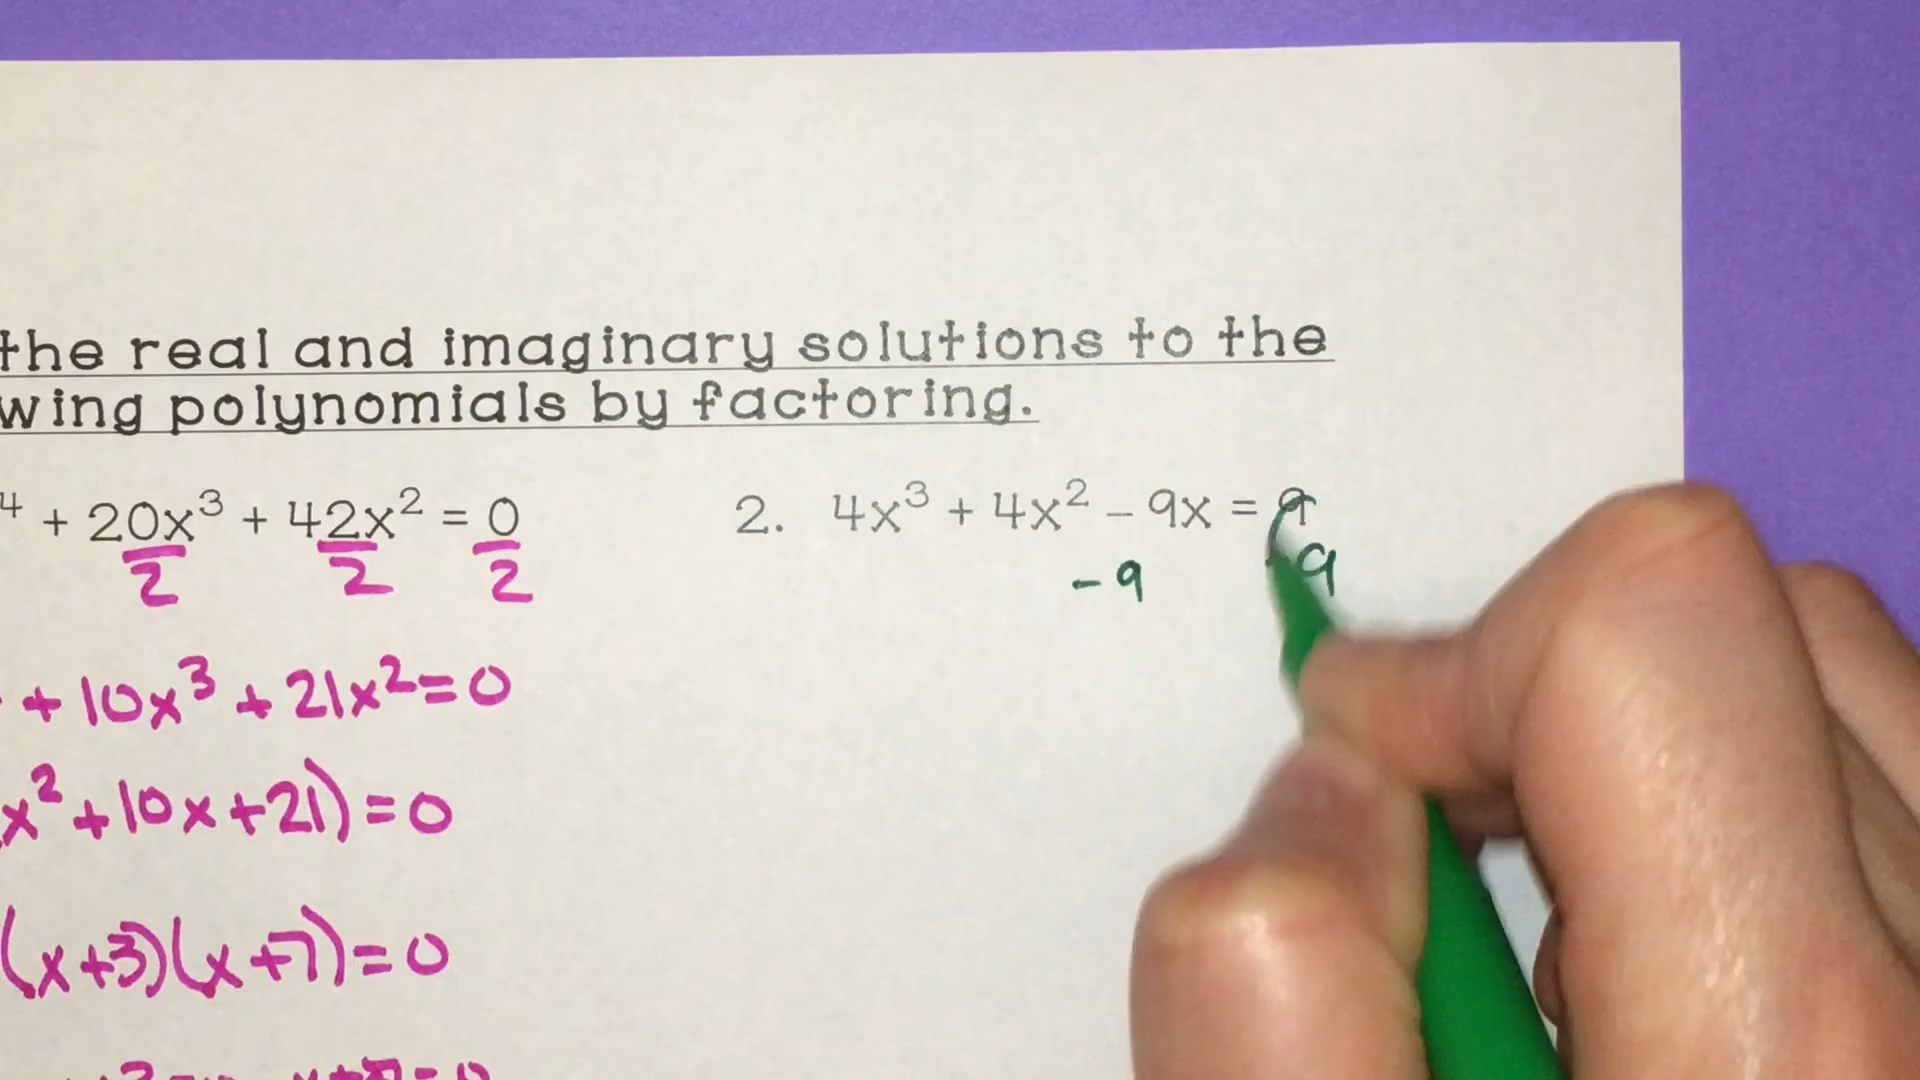 the real and imaginary solutions to the
wing polynomials by factoring.
4 + 20x³ + 42x² = 0
2 2 2
+ 10x³ + 21x² = 0
x² + 10x + 21) = 0
(x+3)(x+7) = 0
2. 4x³ + 4x² – 9x = 9
-9 9